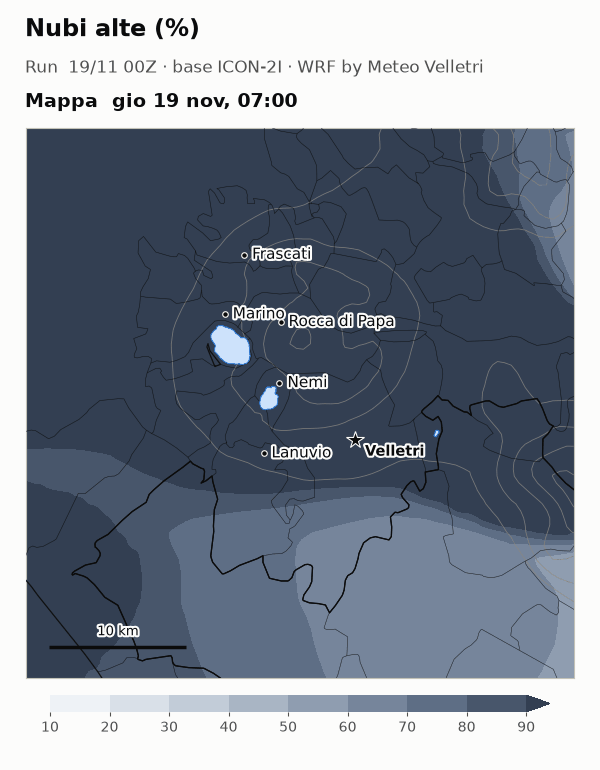 Nubi alte (%)
Run  19/11 00Z · base ICON-2I · WRF by Meteo Velletri
Mappa  gio 19 nov, 07:00
Frascati
Marino
Rocca di Papa
Nemi
Velletri
Lanuvio
10 km
10 20 30 40 50 60 70 80 90